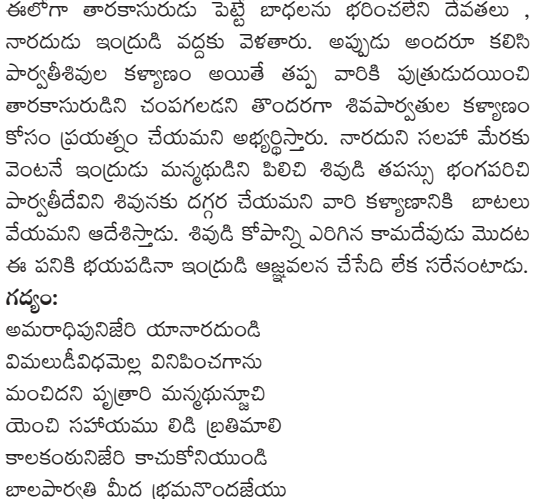 ఈలోగా తారకాసురుడు పెట్టే బాధలను భరించలేని దేవతలు ,
నారదుడు ఇంద్రుడి వద్దకు వెళతారు. అప్పుడు అందరూ కలిసి
పార్వతీశివుల కళ్యాణం అయితే తప్ప వారికి పుత్రుడుదయించి
తారకాసురుడిని చంపగలడని తొందరగా శివపార్వతుల కళ్యాణం
కోసం ప్రయత్నం చేయమని అభ్యర్థిస్తారు. నారదుని సలహా మేరకు
వెంటనే ఇంద్రుడు మన్మథుడిని పిలిచి శివుడి తపస్సు భంగపరిచి
పార్వతీదేవిని శివునకు దగ్గర చేయమని వారి కళ్యాణానికి బాటలు
వేయమని ఆదేశిస్తాడు. శివుడి కోపాన్ని ఎరిగిన కామదేవుడు మొదట
ఈ పనికి భయపడినా ఇంద్రుడి ఆజ్ఞవలన చేసేది లేక సరేనంటాడు.
గద్యం:
అమరాధిపునిజేరి యానారదుండి
విమలుడీవిధమెల్ల వినిపించగాను
మంచిదని పృత్రారి మన్మథున్జూచి
యెంచి సహాయము లిడి బ్రతిమాలి
కాలకంఠునిజేరి కాచుకోనియుండి
బాలపార్వతి మీద భ్రమనొందజేయు